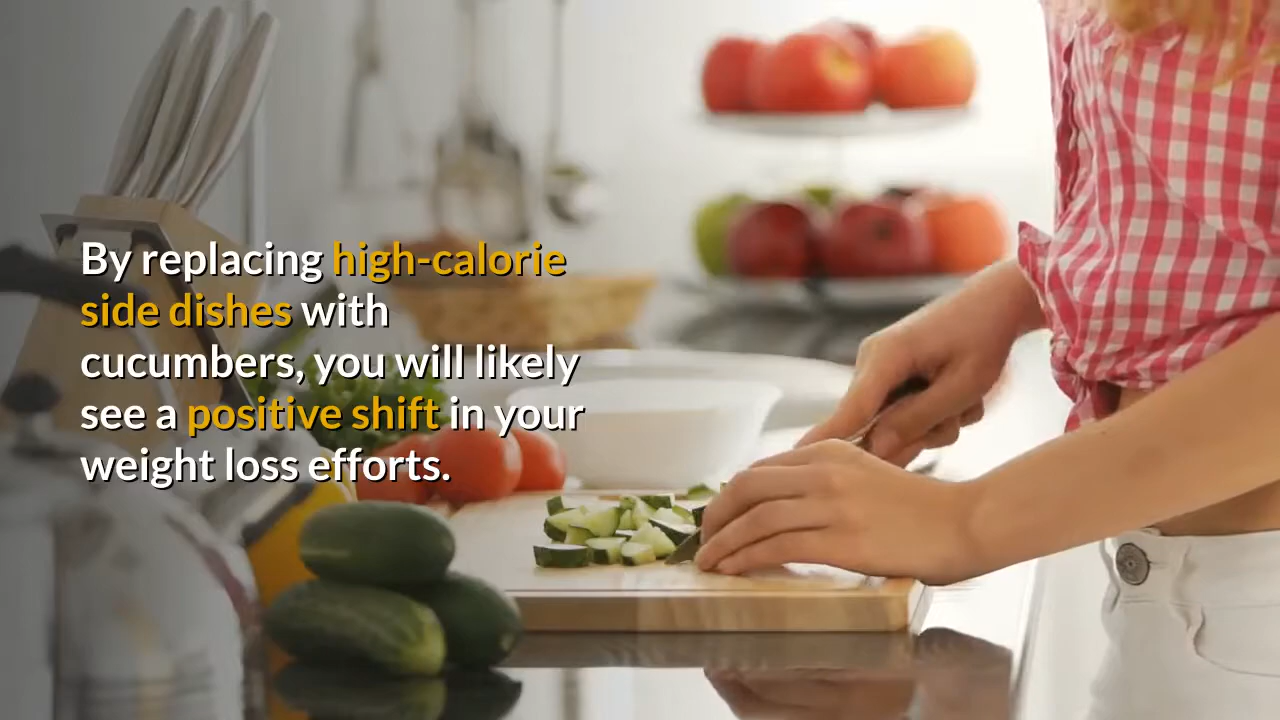 By replacing high-calorie
side dishes with
cucumbers, you will likely
see a positive shift in your
weight loss efforts.